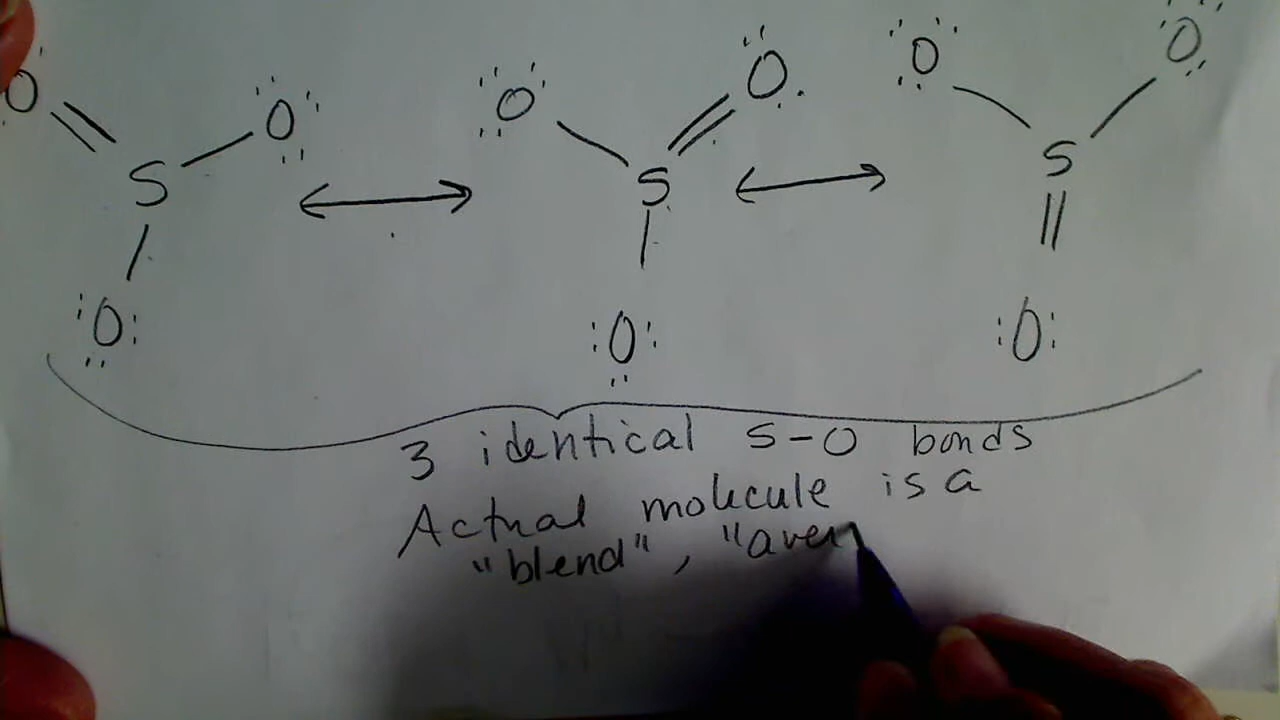 O O O O O O
S S S
O O O
3 identical S-O bonds
Actual molecule is a
"blend", "aver